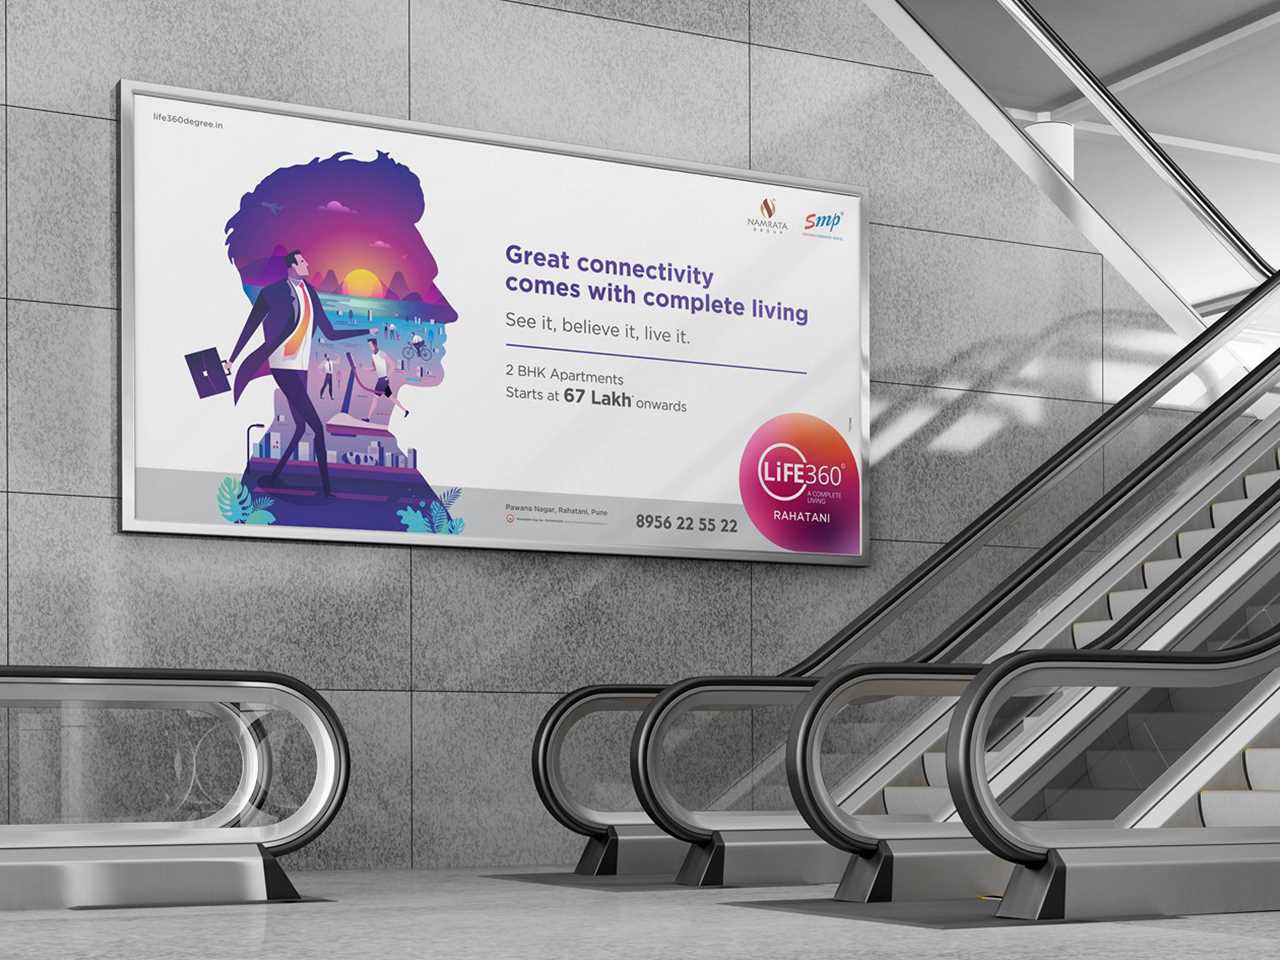 life360degree.in
NAMRATA
GROUP
smp
Great connectivity
comes with complete living
See it, believe it, live it.
2 BHK Apartments
Starts at 67 Lakh* onwards
LiFE360°
A COMPLETE
LIVING
RAHATANI
Pawana Nagar, Rahatani, Pune
8956 22 55 22